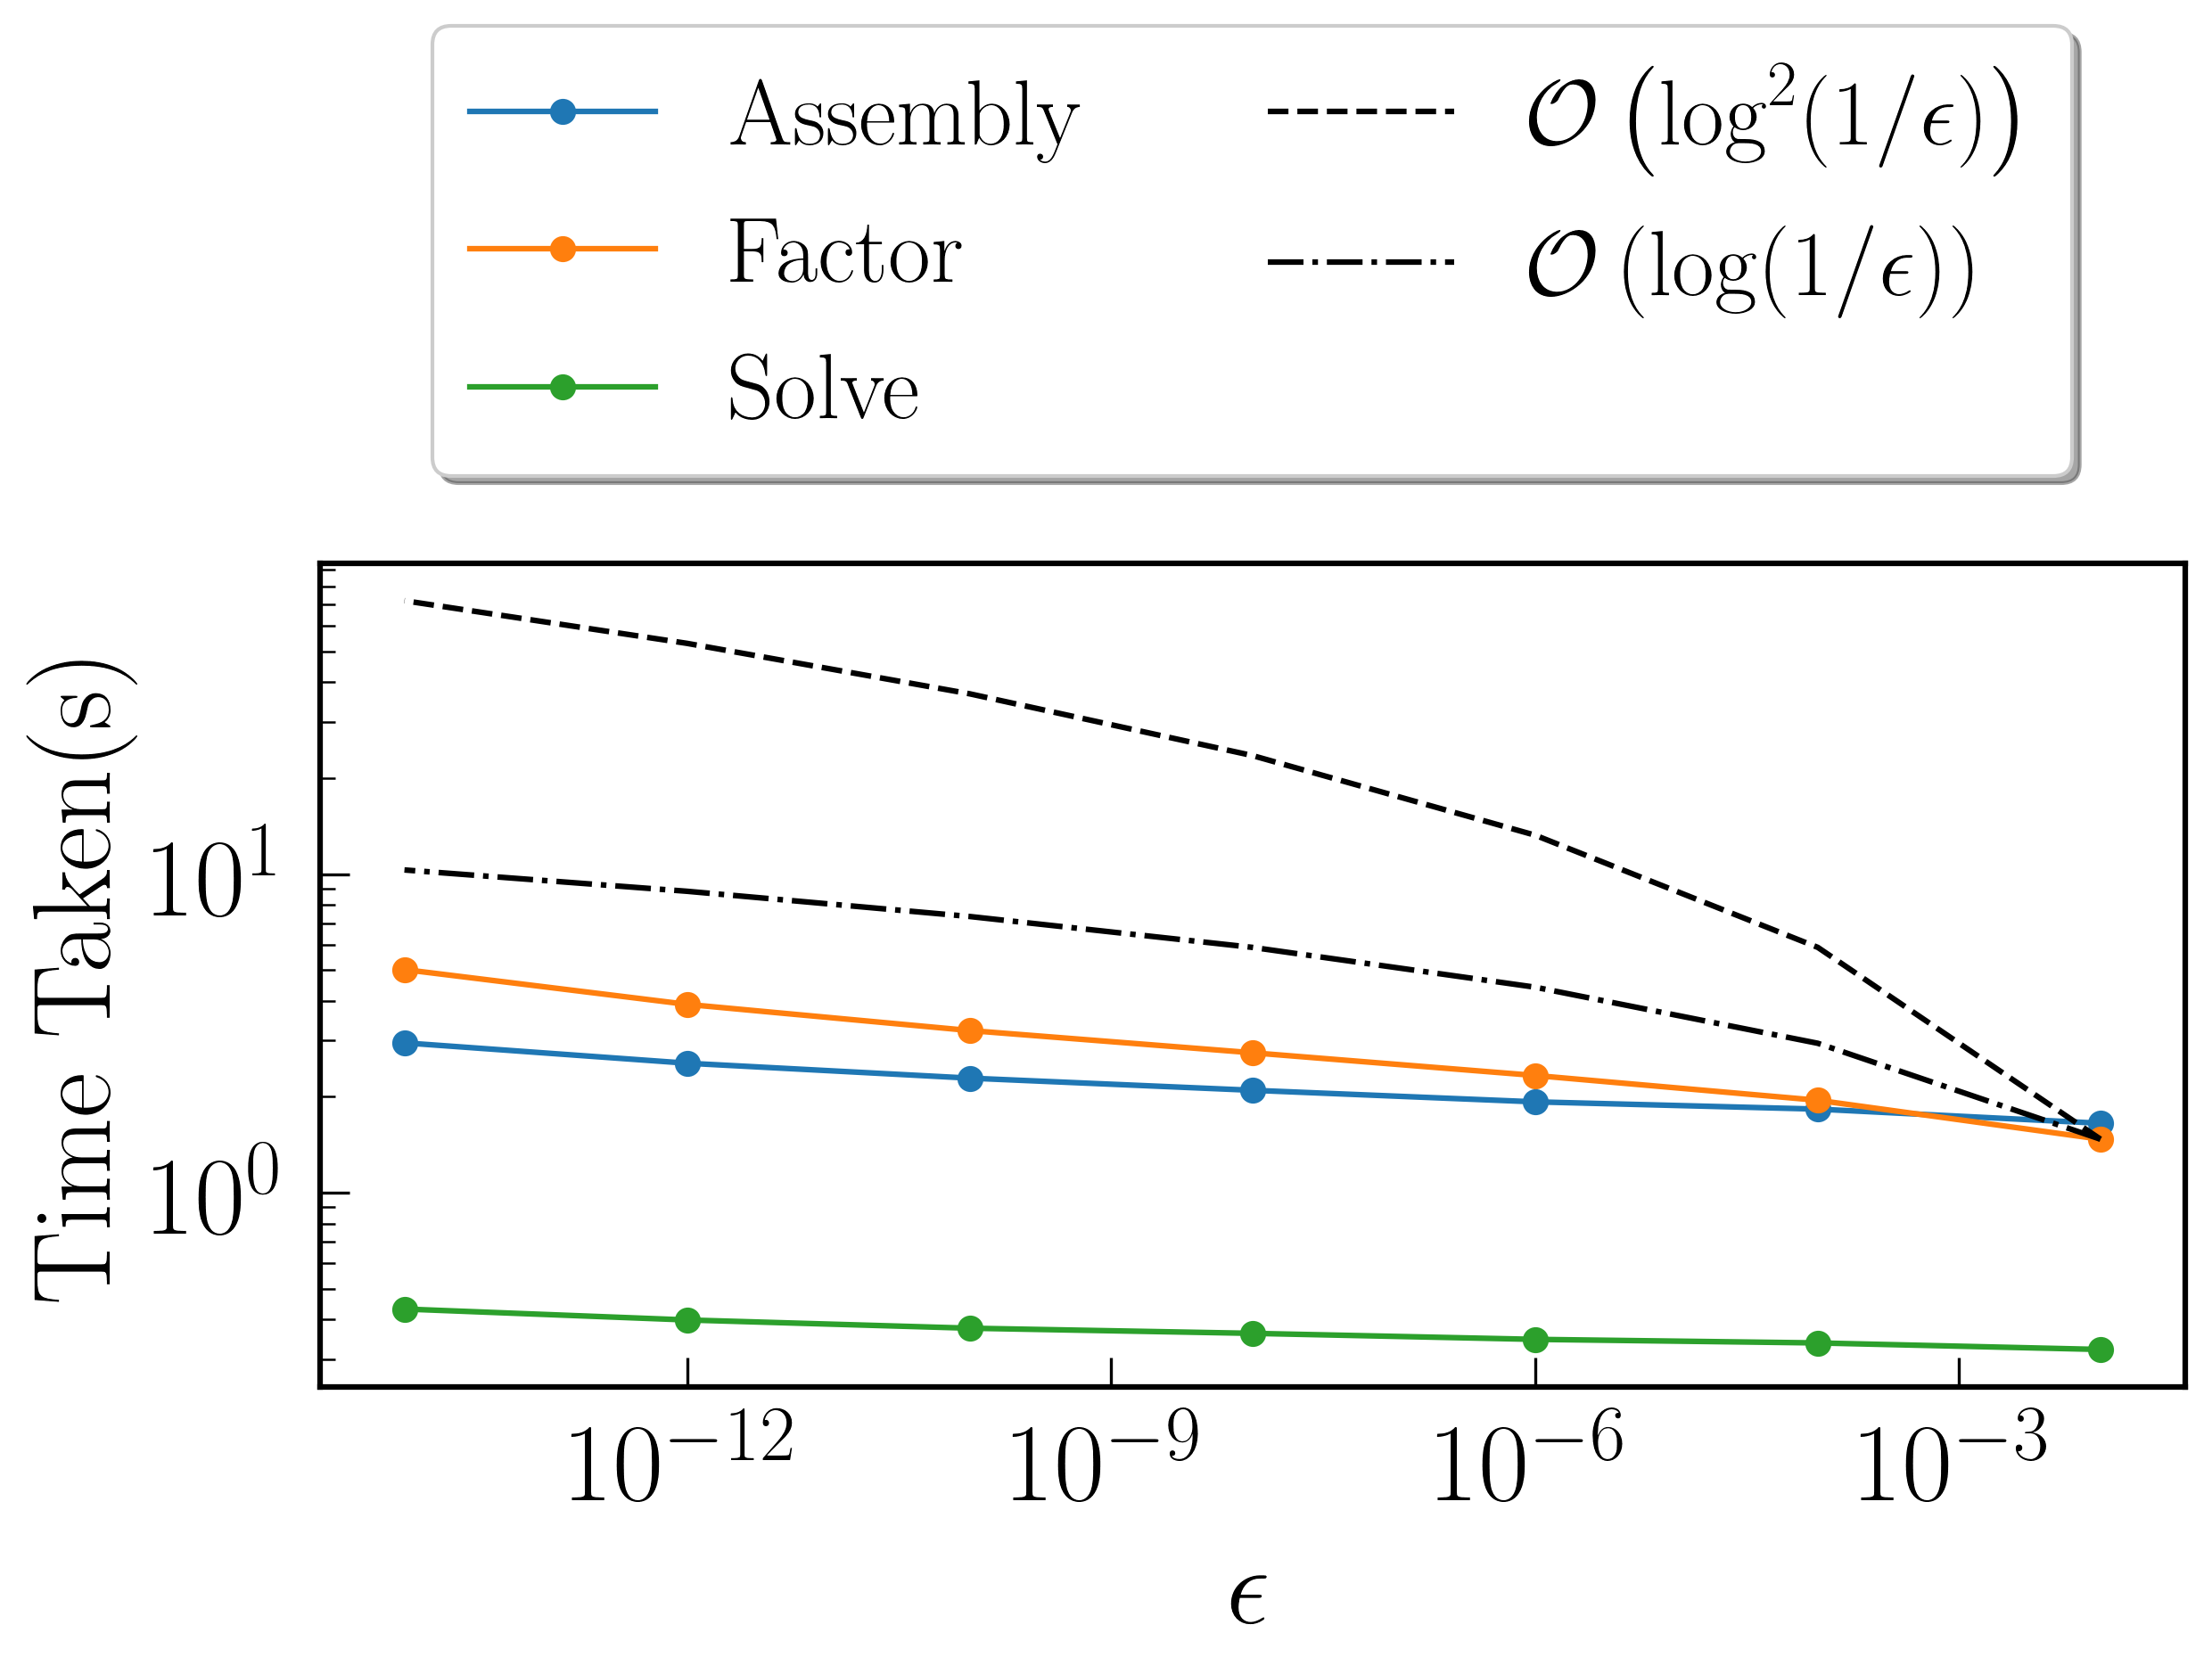 Assembly
Factor
Solve
𝒪 (log²(1/ϵ))
𝒪 (log(1/ϵ))
Time Taken(s)
10¹
10⁰
10⁻¹² 10⁻⁹ 10⁻⁶ 10⁻³
ϵ